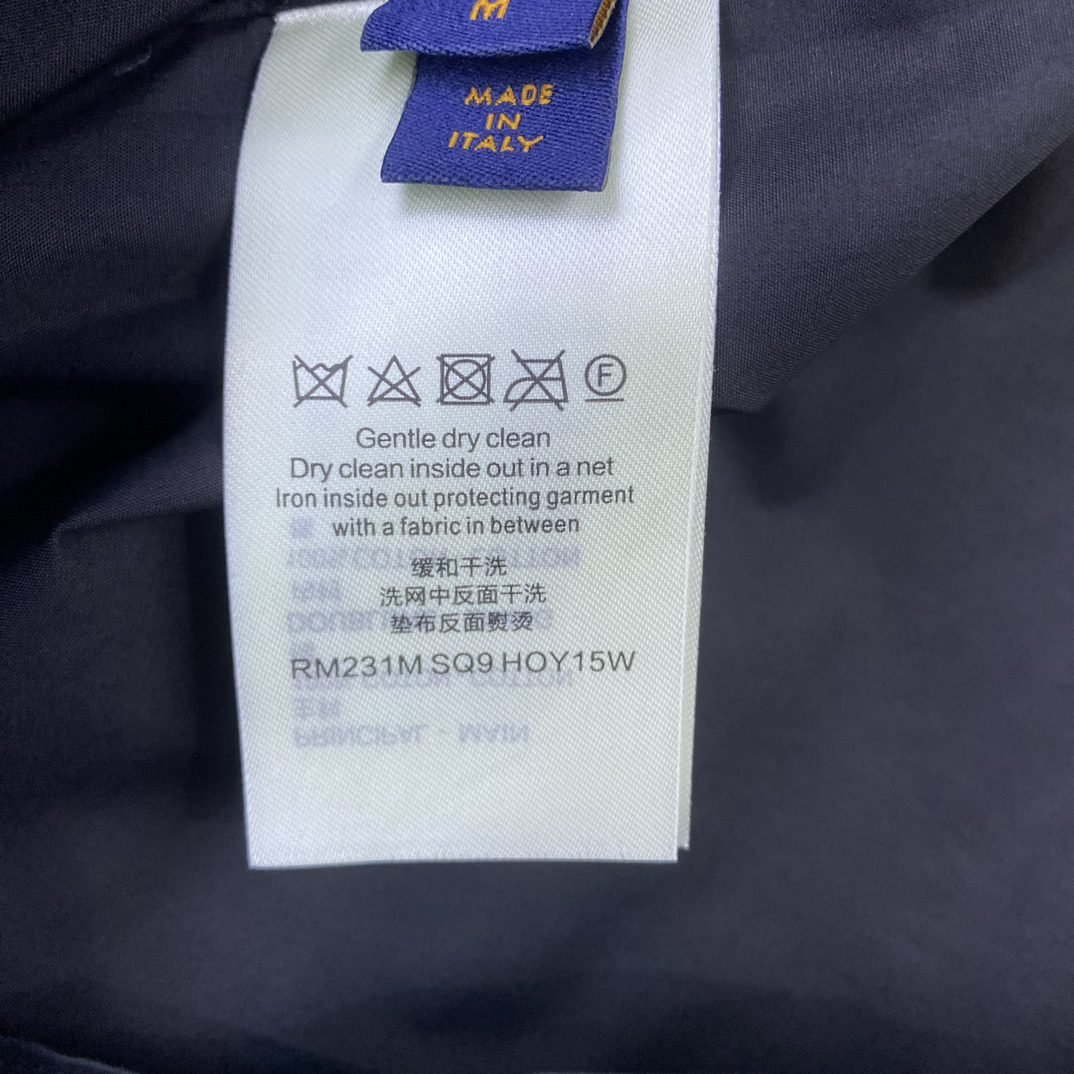 M
MADE
IN
ITALY
F
Gentle dry clean
Dry clean inside out in a net
Iron inside out protecting garment
with a fabric in between
缓和干洗
洗网中反面干洗
垫布反面熨烫
RM231M SQ9 HOY15W
PRINCIPAL - MAIN